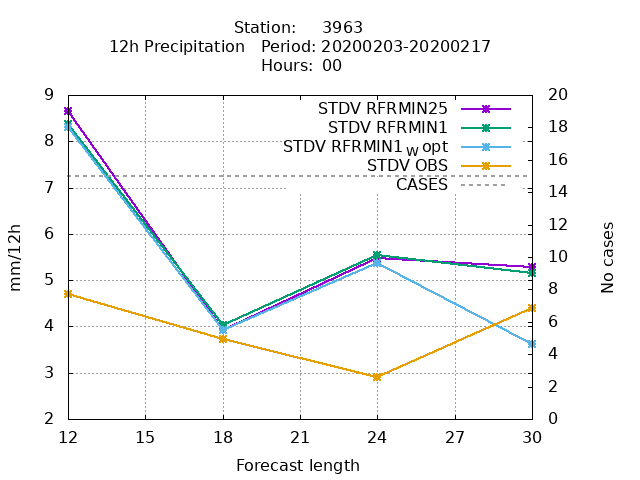 Station: 3963
12h Precipitation Period: 20200203-20200217
Hours: 00
STDV RFRMIN25
STDV RFRMIN1
STDV RFRMIN1_W opt
STDV OBS
CASES
9
8
7
6
5
4
3
2
mm/12h
20
18
16
14
12
10
8
6
4
2
0
No cases
12 15 18 21 24 27 30
Forecast length